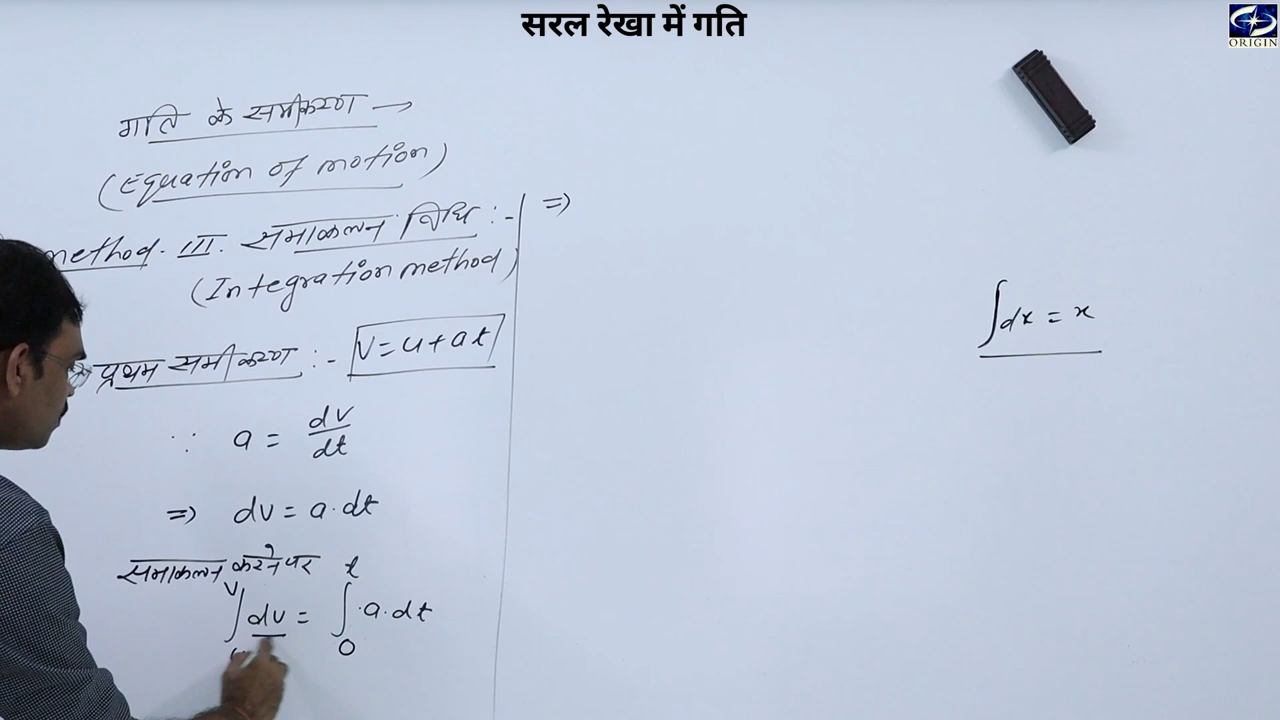 सरल रेखा में गति
ORIGIN
गति के समीकरण →
(Equation of motion)
method. III. समाकलन विधि :-
(Integration method)
प्रथम समीकरण :- V = u + at
∵ a = dv/dt
=> dv = a.dt
समाकलन करने पर
∫ᵥ dv = ∫₀ᵗ a.dt
=>
∫dx = x